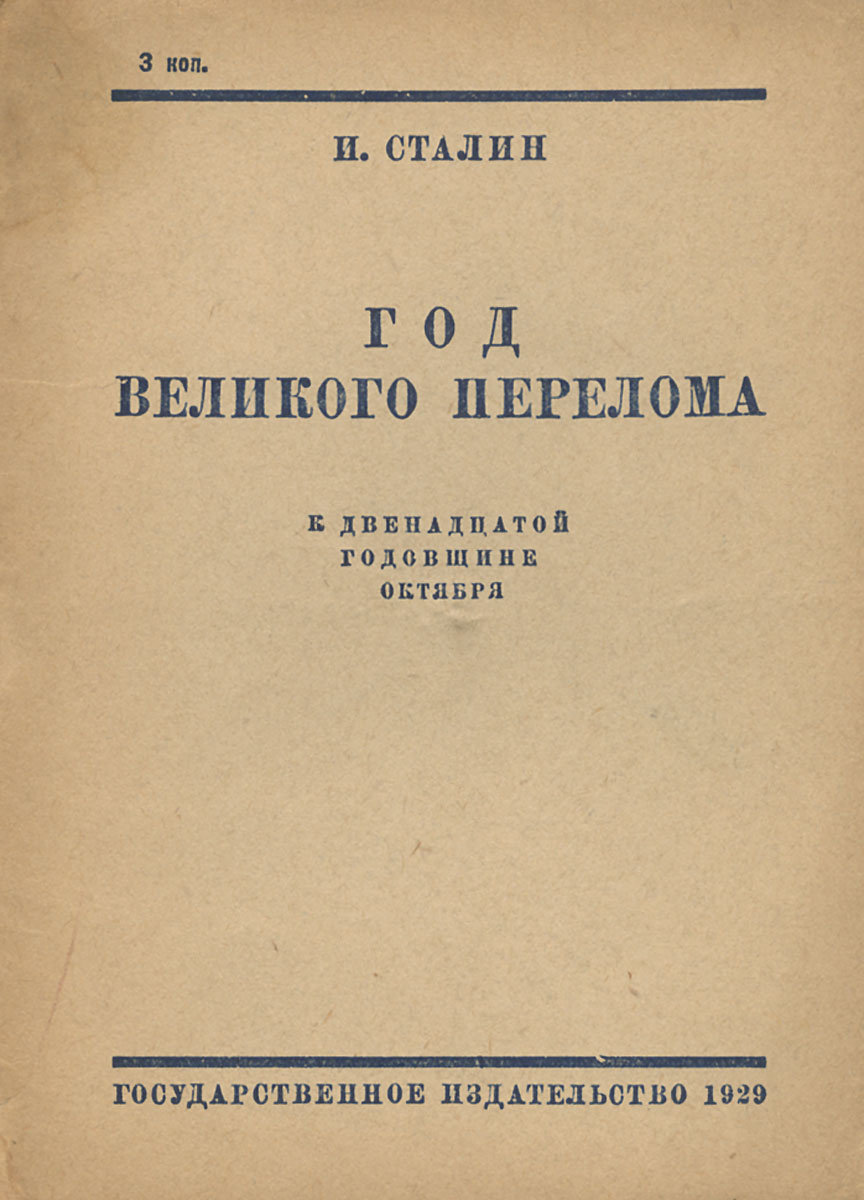 3 коп.
И. СТАЛИН
ГОД
ВЕЛИКОГО ПЕРЕЛОМА
К ДВЕНАДЦАТОЙ
ГОДОВЩИНЕ
ОКТЯБРЯ
ГОСУДАРСТВЕННОЕ ИЗДАТЕЛЬСТВО 1929